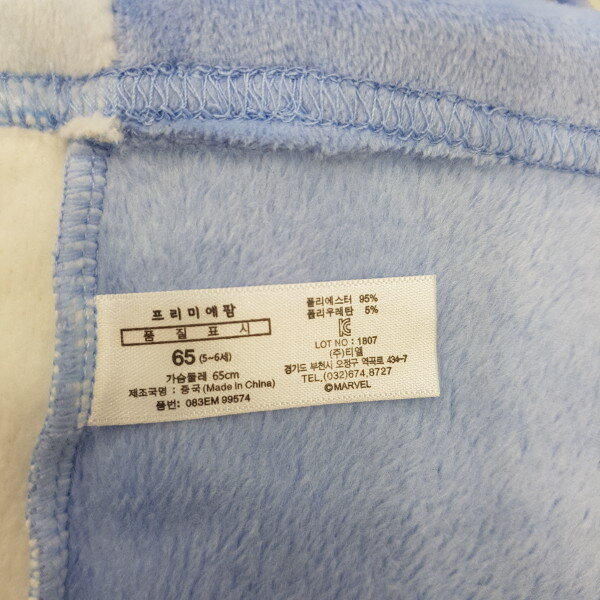 프리미에팜
품질표시
65 (5~6세)
가슴둘레 65cm
제조국명 : 중국(Made in China)
품번: 083EM 99574
폴리에스터 95%
폴리우레탄 5%
LOT NO : 1807
(주)티엘
경기도 부천시 오정구 역곡로 434-7
TEL.(032)674.8727
©MARVEL